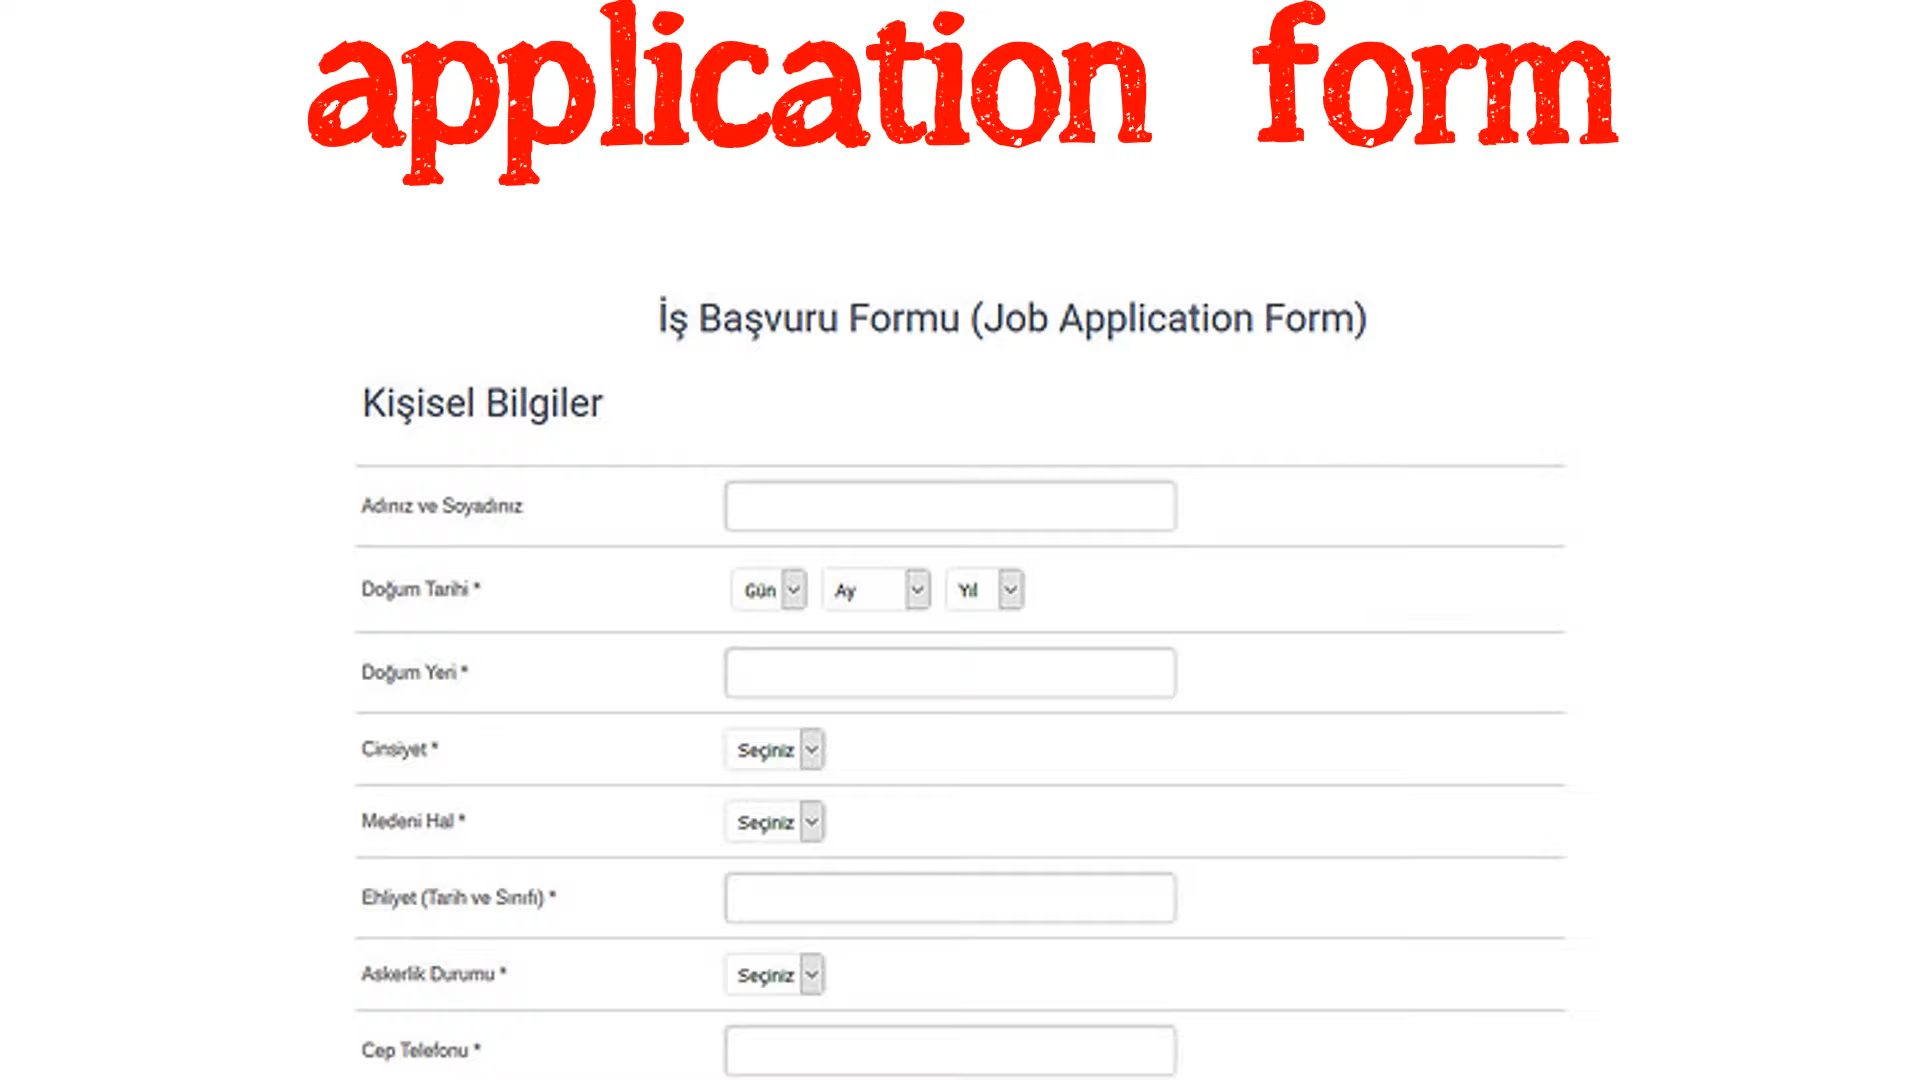 application form
İş Başvuru Formu (Job Application Form)
Kişisel Bilgiler
Adınız ve Soyadınız
Doğum Tarihi * Gün Ay Yıl
Doğum Yeri *
Cinsiyet * Seçiniz
Medeni Hal * Seçiniz
Ehliyet (Tarih ve Sınıfı) *
Askerlik Durumu * Seçiniz
Cep Telefonu *